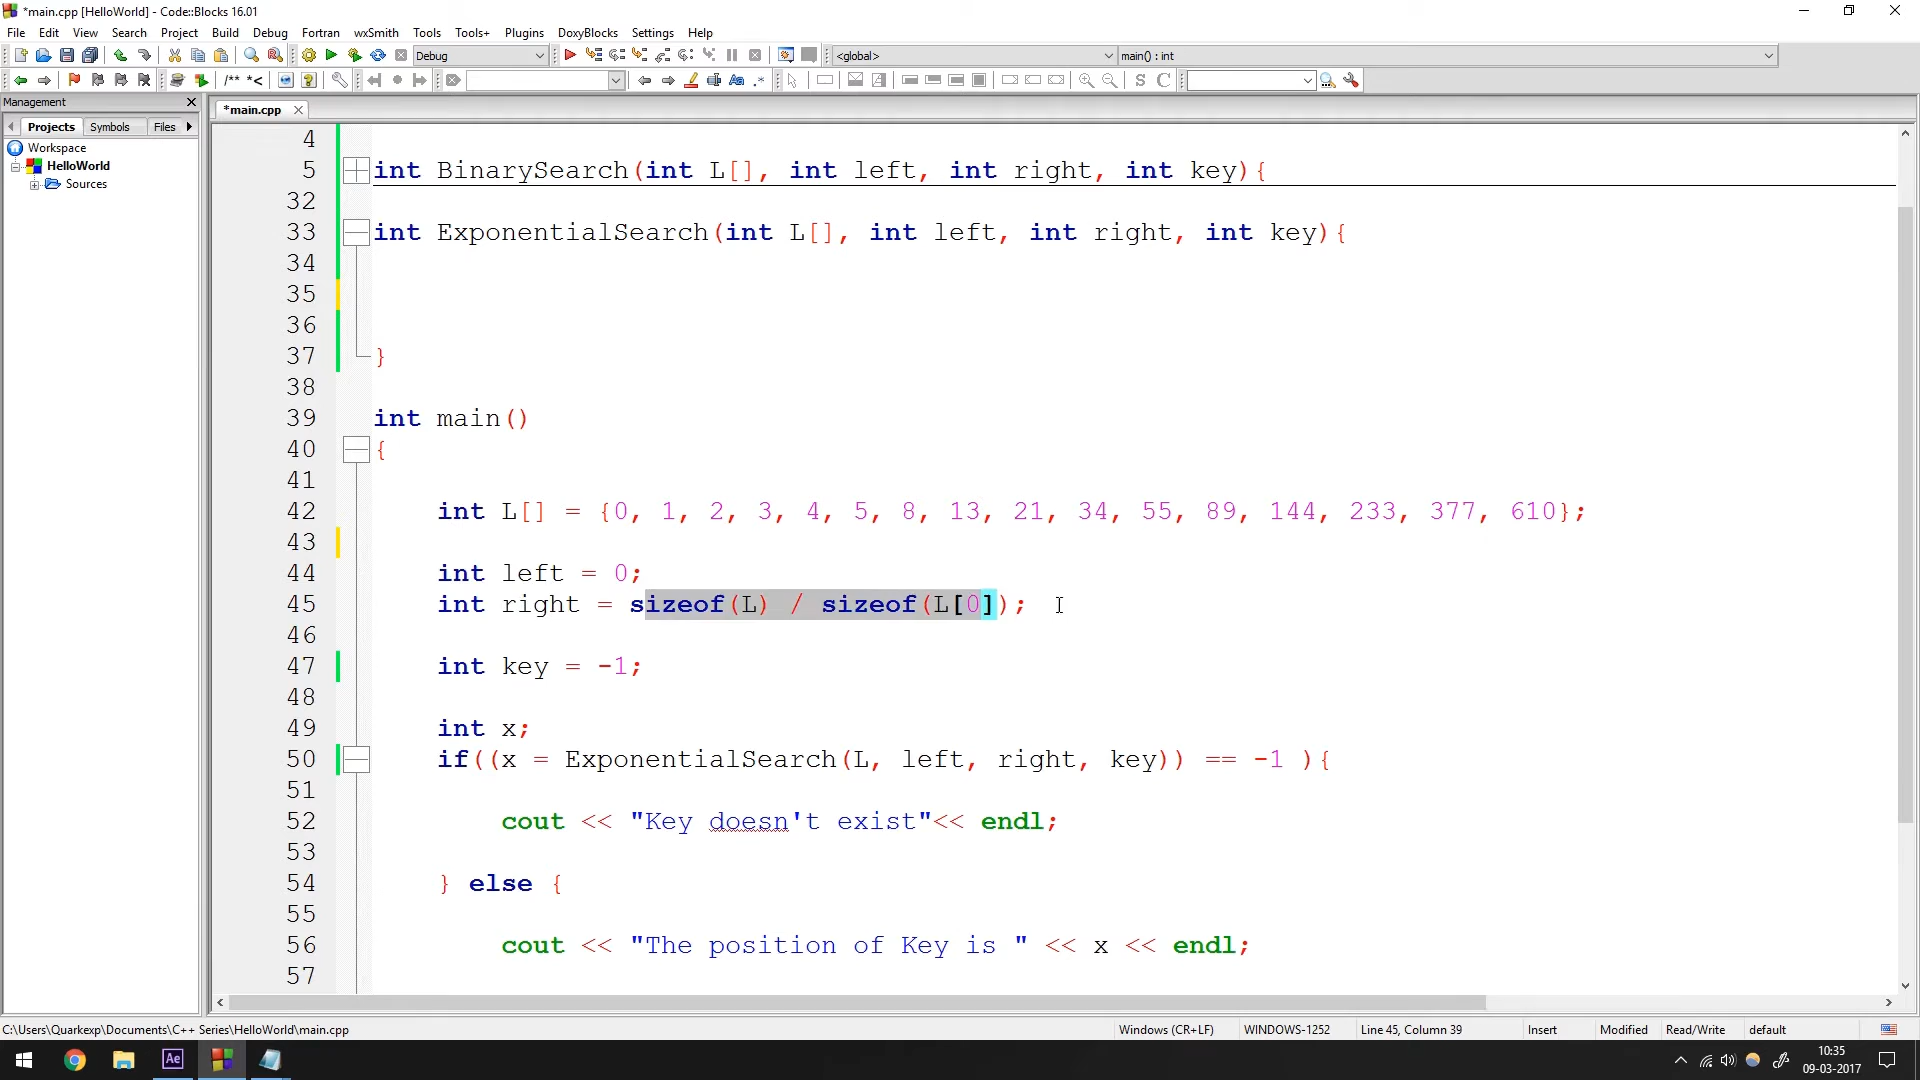 *main.cpp [HelloWorld] - Code::Blocks 16.01
File Edit View Search Project Build Debug Fortran wxSmith Tools Tools+ Plugins DoxyBlocks Settings Help
Debug <global> main() : int
/** *<
S C
Management
*main.cpp
Projects Symbols Files
Workspace
HelloWorld
Sources
4
5 int BinarySearch(int L[], int left, int right, int key){
32
33 int ExponentialSearch(int L[], int left, int right, int key){
34
35
36
37 }
38
39 int main()
40 {
41
42 int L[] = {0, 1, 2, 3, 4, 5, 8, 13, 21, 34, 55, 89, 144, 233, 377, 610};
43
44 int left = 0;
45 int right = sizeof(L) / sizeof(L[0]);
46
47 int key = -1;
48
49 int x;
50 if((x = ExponentialSearch(L, left, right, key)) == -1 ){
51
52 cout << "Key doesn't exist"<< endl;
53
54 } else {
55
56 cout << "The position of Key is " << x << endl;
57
C:\Users\Quarkexp\Documents\C++ Series\HelloWorld\main.cpp Windows (CR+LF) WINDOWS-1252 Line 45, Column 39 Insert Modified Read/Write default
Ae
10:35
09-03-2017